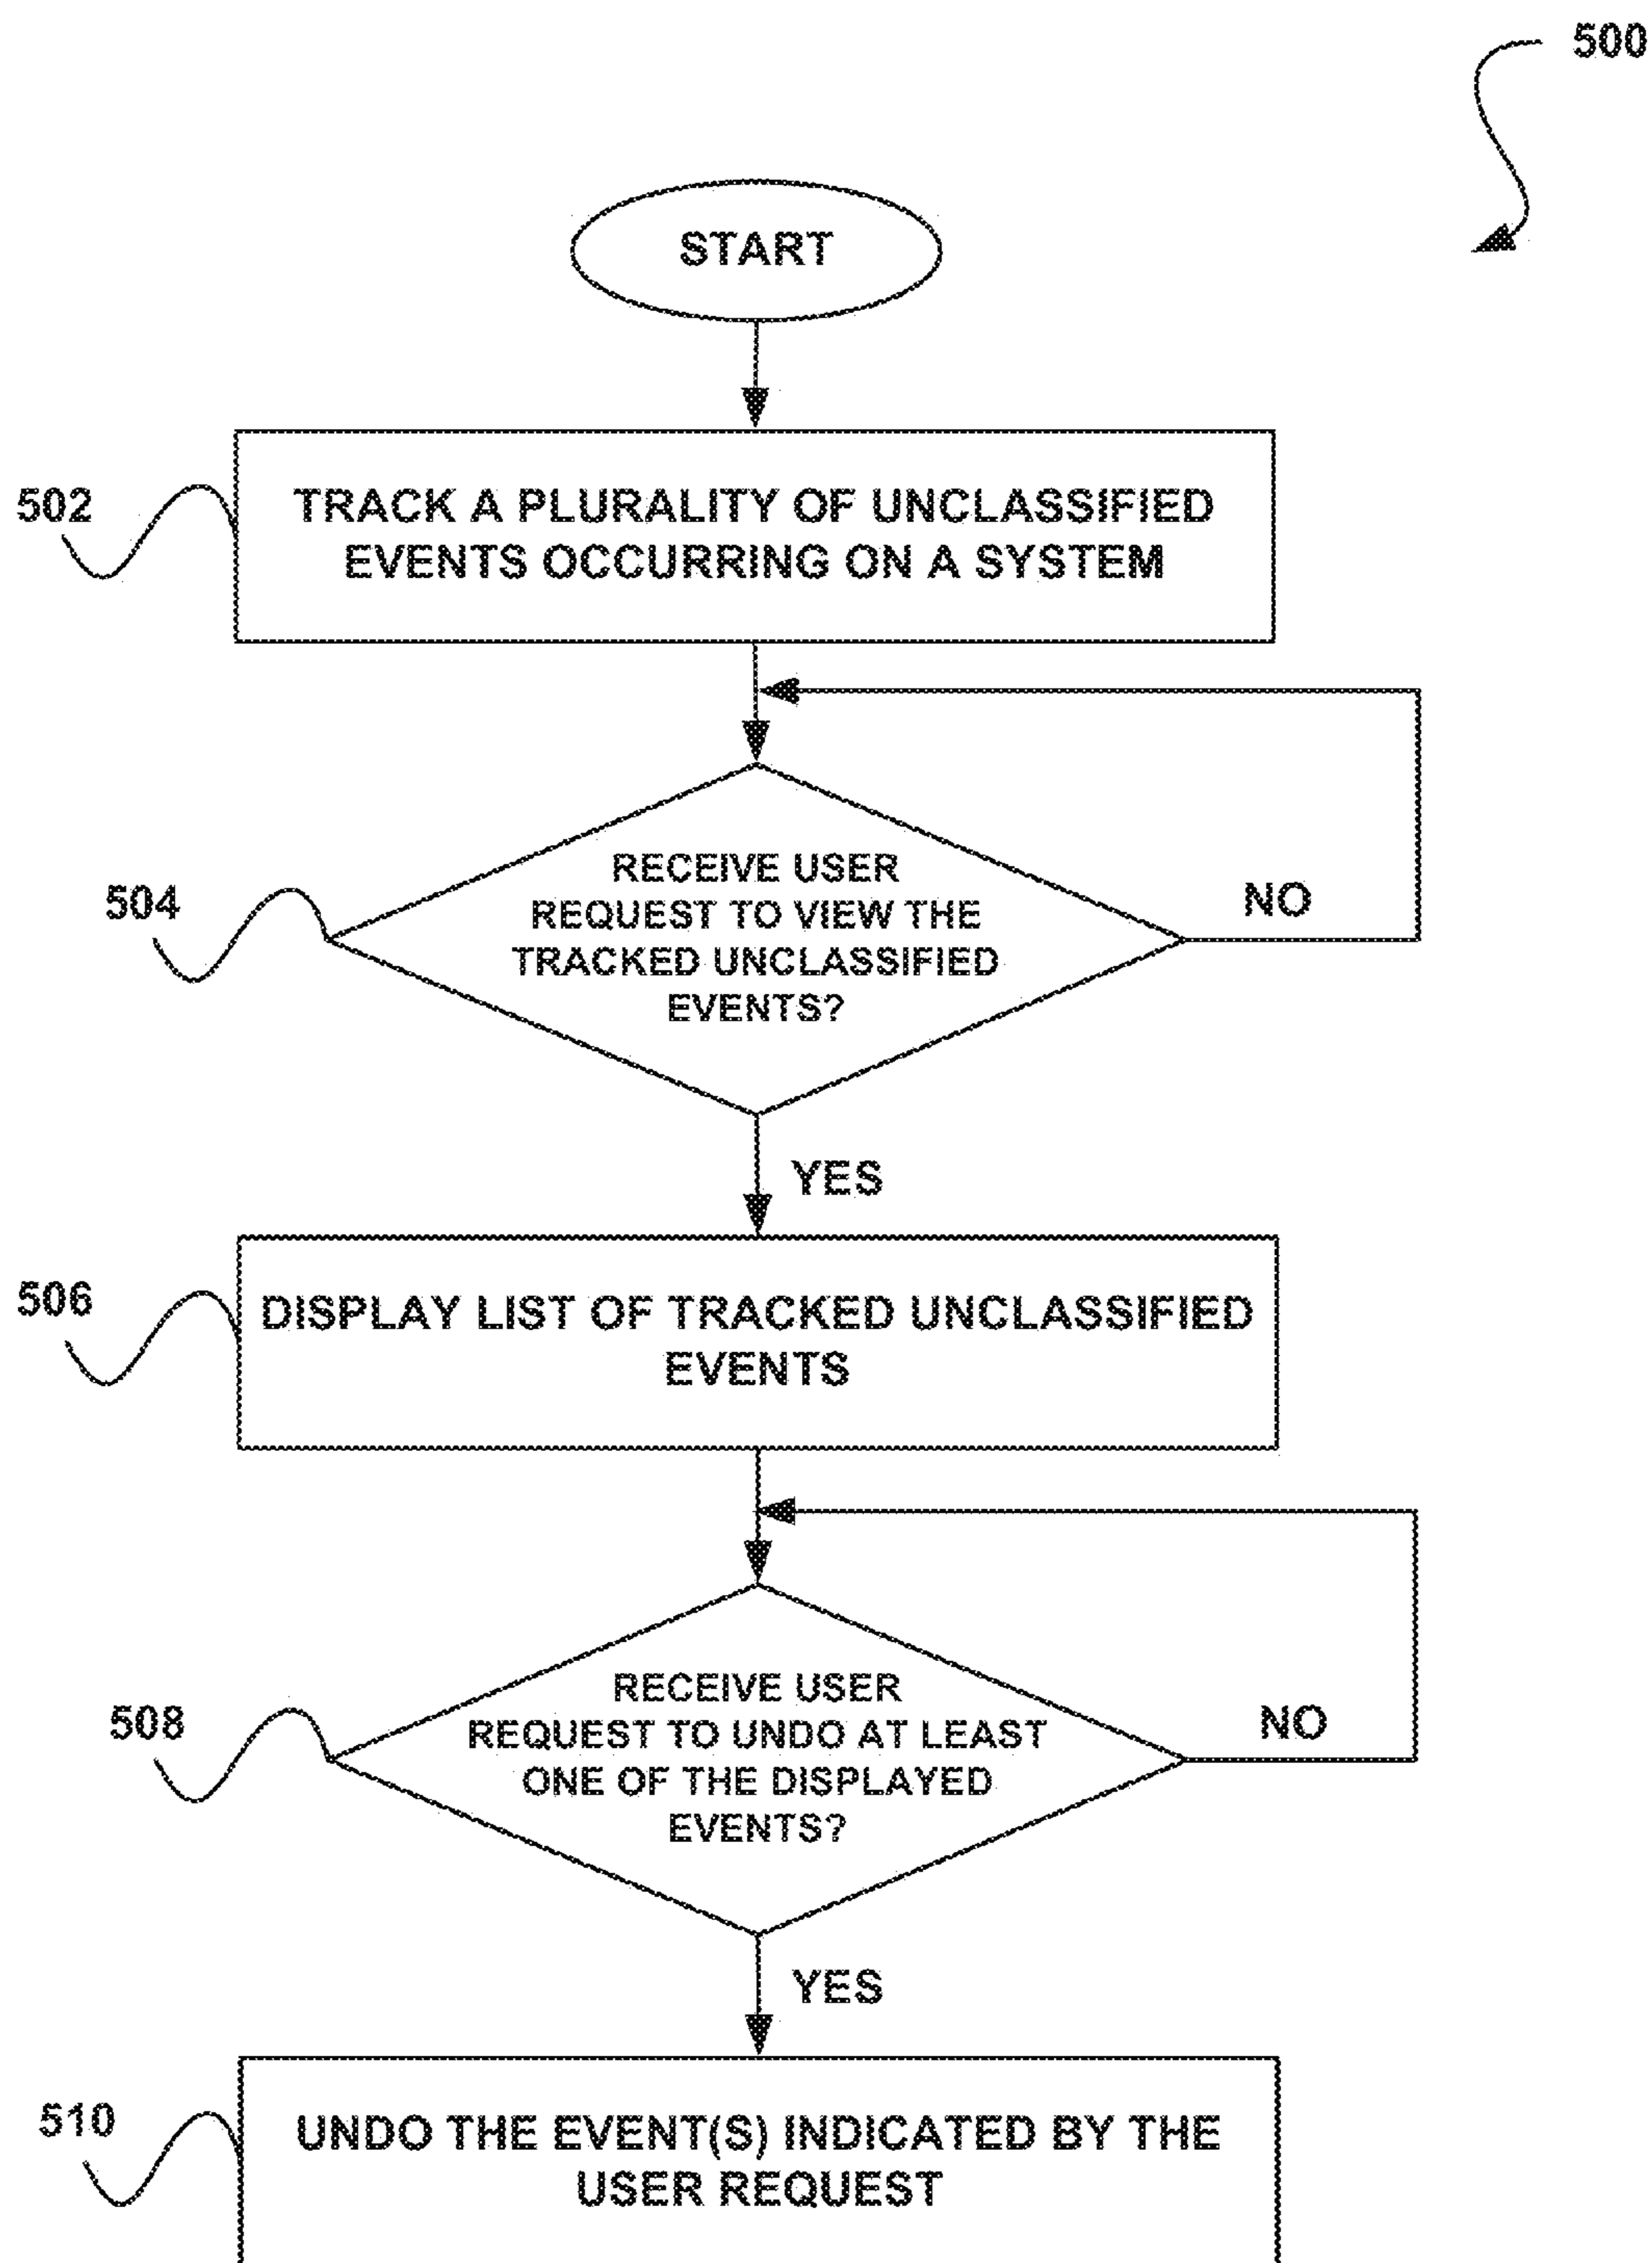 500
START
502
TRACK A PLURALITY OF UNCLASSIFIED
EVENTS OCCURRING ON A SYSTEM
504
RECEIVE USER
REQUEST TO VIEW THE
TRACKED UNCLASSIFIED
EVENTS?
NO
YES
506
DISPLAY LIST OF TRACKED UNCLASSIFIED
EVENTS
508
RECEIVE USER
REQUEST TO UNDO AT LEAST
ONE OF THE DISPLAYED
EVENTS?
NO
YES
510
UNDO THE EVENT(S) INDICATED BY THE
USER REQUEST